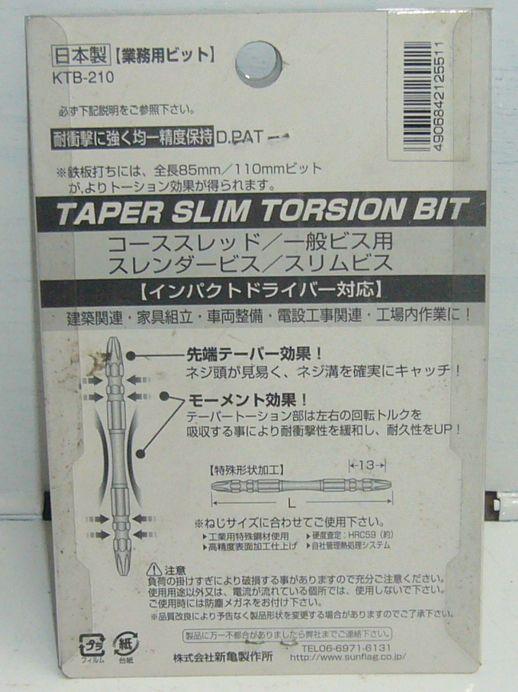 日本製【業務用ビット】
KTB-210
4906842125511
必ず下記説明をご参照下さい。
耐衝撃に強く均一精度保持 D.PAT
※鉄板打ちには、全長85mm／110mmビット
が、よりトーション効果が得られます。
TAPER SLIM TORSION BIT
コーススレッド／一般ビス用
スレンダービス／スリムビス
【インパクトドライバー対応】
建築関連・家具組立・車両整備・電設工事関連・工場内作業に！
先端テーパー効果！
ネジ頭が見易く、ネジ溝を確実にキャッチ！
モーメント効果！
テーパートーション部は左右の回転トルクを
吸収する事により耐衝撃性を緩和し、耐久性をUP！
【特殊形状加工】
13
L
※ねじサイズに合わせてご使用下さい。
▶工業用特殊鋼材使用 ▶硬度査定：HRC59（約）
▶高精度表面加工仕上げ ▶自社管理熱処理システム
⚠注意
負荷の掛けすぎにより破損する事がありますので充分ご注意ください。
使用用途以外又は、電流が流れている個所では、使用しないで下さい。
ご使用時には防塵メガネをお付け下さい。
※品質改良により予告なく製品形状を変更する場合がありますのでご了承下さい。
製品に万一不都合がありましたら弊社までご連絡下さい。
プラ
フィルム
紙
台紙
株式会社新亀製作所
TEL06-6971-6131
http://www.sunflag.co.jp/